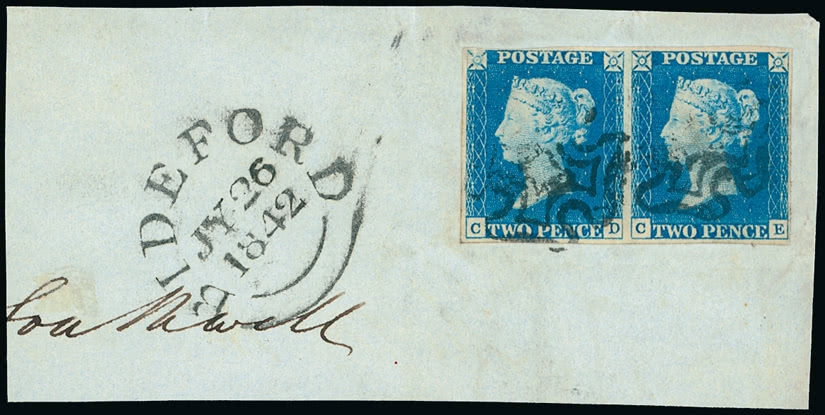 POSTAGE POSTAGE
C TWO PENCE D C TWO PENCE E
BIDEFORD
JY 26
1842